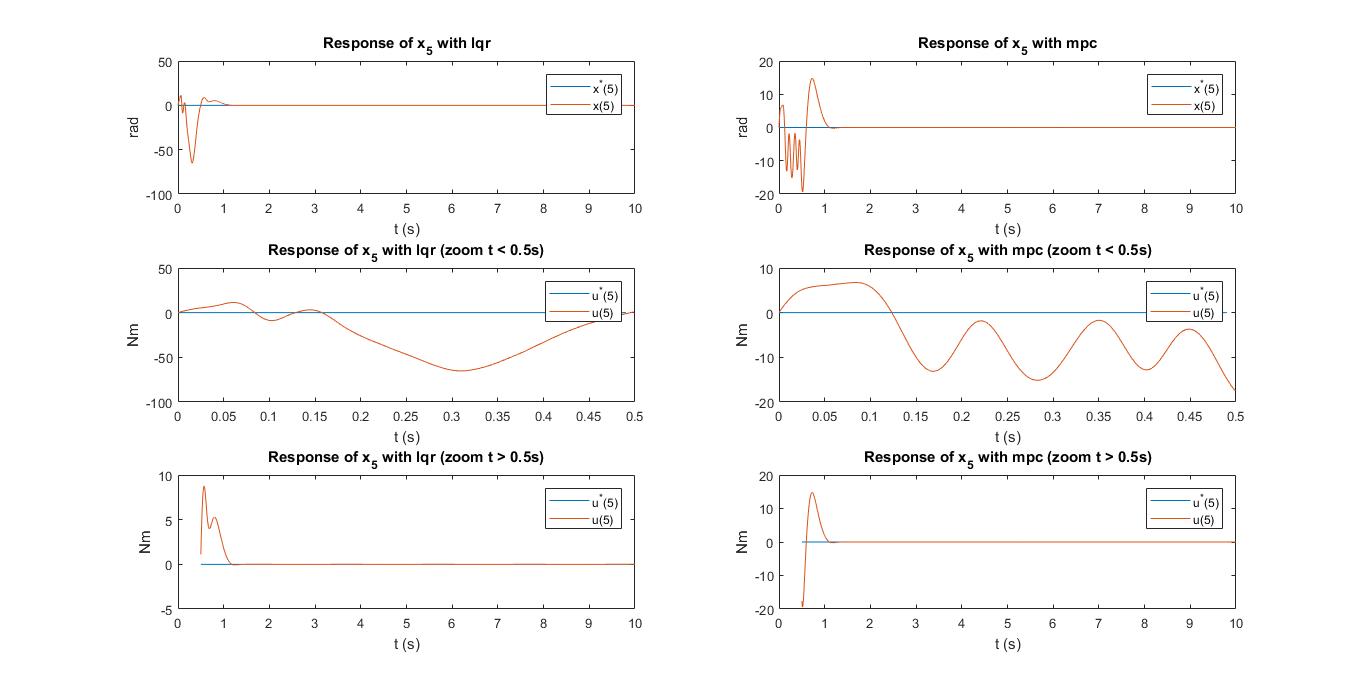 Response of x5 with lqr
50
0
-50
-100
rad
x*(5)
x(5)
0 1 2 3 4 5 6 7 8 9 10
t (s)
Response of x5 with mpc
20
10
0
-10
-20
rad
x*(5)
x(5)
0 1 2 3 4 5 6 7 8 9 10
t (s)
Response of x5 with lqr (zoom t < 0.5s)
50
0
-50
-100
Nm
u*(5)
u(5)
0 0.05 0.1 0.15 0.2 0.25 0.3 0.35 0.4 0.45 0.5
t (s)
Response of x5 with mpc (zoom t < 0.5s)
10
0
-10
-20
Nm
u*(5)
u(5)
0 0.05 0.1 0.15 0.2 0.25 0.3 0.35 0.4 0.45 0.5
t (s)
Response of x5 with lqr (zoom t > 0.5s)
10
5
0
-5
Nm
u*(5)
u(5)
0 1 2 3 4 5 6 7 8 9 10
t (s)
Response of x5 with mpc (zoom t > 0.5s)
20
10
0
-10
-20
Nm
u*(5)
u(5)
0 1 2 3 4 5 6 7 8 9 10
t (s)